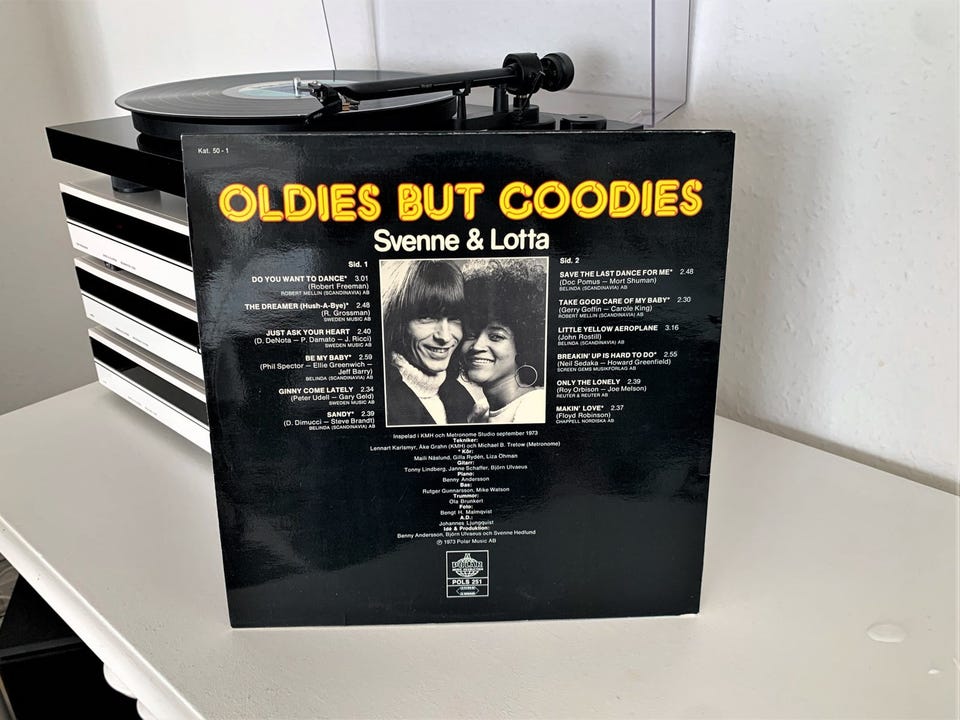 Kat. 50 - 1
OLDIES BUT GOODIES
Svenne & Lotta
Sid. 1
DO YOU WANT TO DANCE* 3.01
(Robert Freeman)
ROBERT MELLIN (SCANDINAVIA) AB
THE DREAMER (Hush-A-Bye)* 2.48
(R. Grossman)
SWEDEN MUSIC AB
JUST ASK YOUR HEART 2.40
(D. DeNota — P. Damato — J. Ricci)
SWEDEN MUSIC AB
BE MY BABY* 2.59
(Phil Spector — Ellie Greenwich —
Jeff Barry)
BELINDA (SCANDINAVIA) AB
GINNY COME LATELY 2.34
(Peter Udell — Gary Geld)
SWEDEN MUSIC AB
SANDY* 2.39
(D. Dimucci — Steve Brandt)
BELINDA (SCANDINAVIA) AB
Sid. 2
SAVE THE LAST DANCE FOR ME* 2.48
(Doc Pomus — Mort Shuman)
BELINDA (SCANDINAVIA) AB
TAKE GOOD CARE OF MY BABY* 2.30
(Gerry Goffin — Carole King)
ROBERT MELLIN (SCANDINAVIA) AB
LITTLE YELLOW AEROPLANE 3.16
(John Rostill)
BELINDA (SCANDINAVIA) AB
BREAKIN' UP IS HARD TO DO* 2.55
(Neil Sedaka — Howard Greenfield)
SCREEN GEMS MUSIKFÖRLAG AB
ONLY THE LONELY 2.39
(Roy Orbison — Joe Melson)
REUTER & REUTER AB
MAKIN' LOVE* 2.37
(Floyd Robinson)
CHAPPELL NORDISKA AB
Inspelad i KMH och Metronome Studio september 1973
Tekniker:
Lennart Karlsmyr, Åke Grahn (KMH) och Michael B. Tretow (Metronome)
* Kör:
Maili Näslund, Gilla Rydén, Liza Öhman
Gitarr:
Tonny Lindberg, Janne Schaffer, Björn Ulvaeus
Piano:
Benny Andersson
Bas:
Rutger Gunnarsson, Mike Watson
Trummor:
Ola Brunkert
Foto:
Bengt H. Malmqvist
A.D.:
Johannes Ljungqvist
Idé & Produktion:
Benny Andersson, Björn Ulvaeus och Svenne Hedlund
℗ 1973 Polar Music AB
POLAR
POLS 251
STEREO